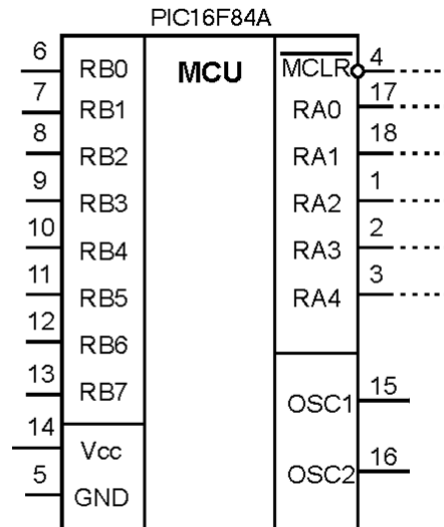 PIC16F84A
6 RB0 MCU MCLR 4
7 RB1 RA0 17
8 RB2 RA1 18
9 RB3 RA2 1
10 RB4 RA3 2
11 RB5 RA4 3
12 RB6
13 RB7 OSC1 15
14 Vcc
5 GND OSC2 16